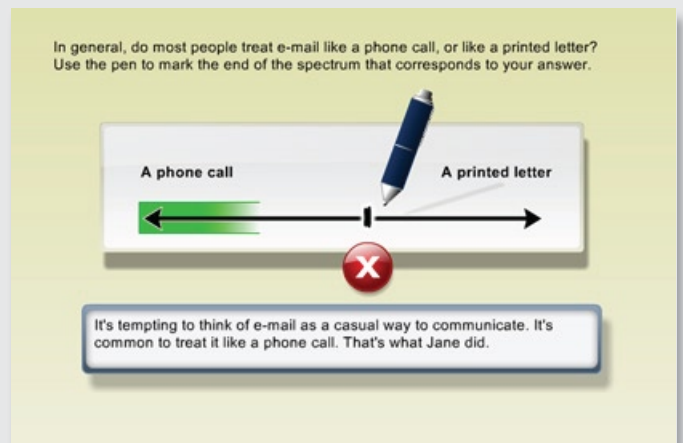 In general, do most people treat e-mail like a phone call, or like a printed letter?
Use the pen to mark the end of the spectrum that corresponds to your answer.
A phone call
A printed letter
X
It's tempting to think of e-mail as a casual way to communicate. It's
common to treat it like a phone call. That's what Jane did.